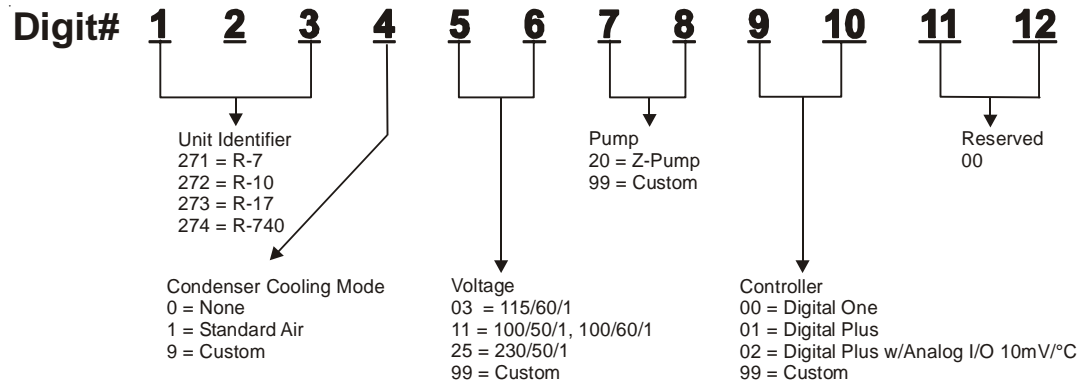 Digit# 1 2 3 4 5 6 7 8 9 10 11 12
Unit Identifier
271 = R-7
272 = R-10
273 = R-17
274 = R-740
Pump
20 = Z-Pump
99 = Custom
Reserved
00
Condenser Cooling Mode
0 = None
1 = Standard Air
9 = Custom
Voltage
03 = 115/60/1
11 = 100/50/1, 100/60/1
25 = 230/50/1
99 = Custom
Controller
00 = Digital One
01 = Digital Plus
02 = Digital Plus w/Analog I/O 10mV/°C
99 = Custom